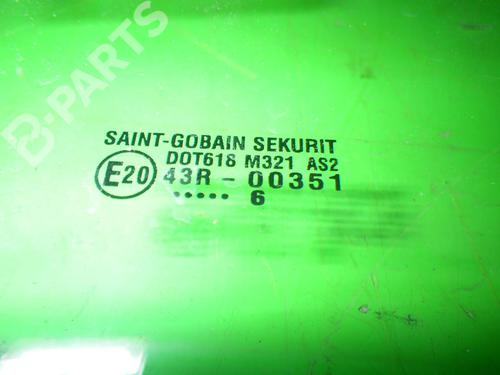 B-PARTS
SAINT-GOBAIN SEKURIT
DOT618 M321 AS2
E20 43R - 00351
..... 6